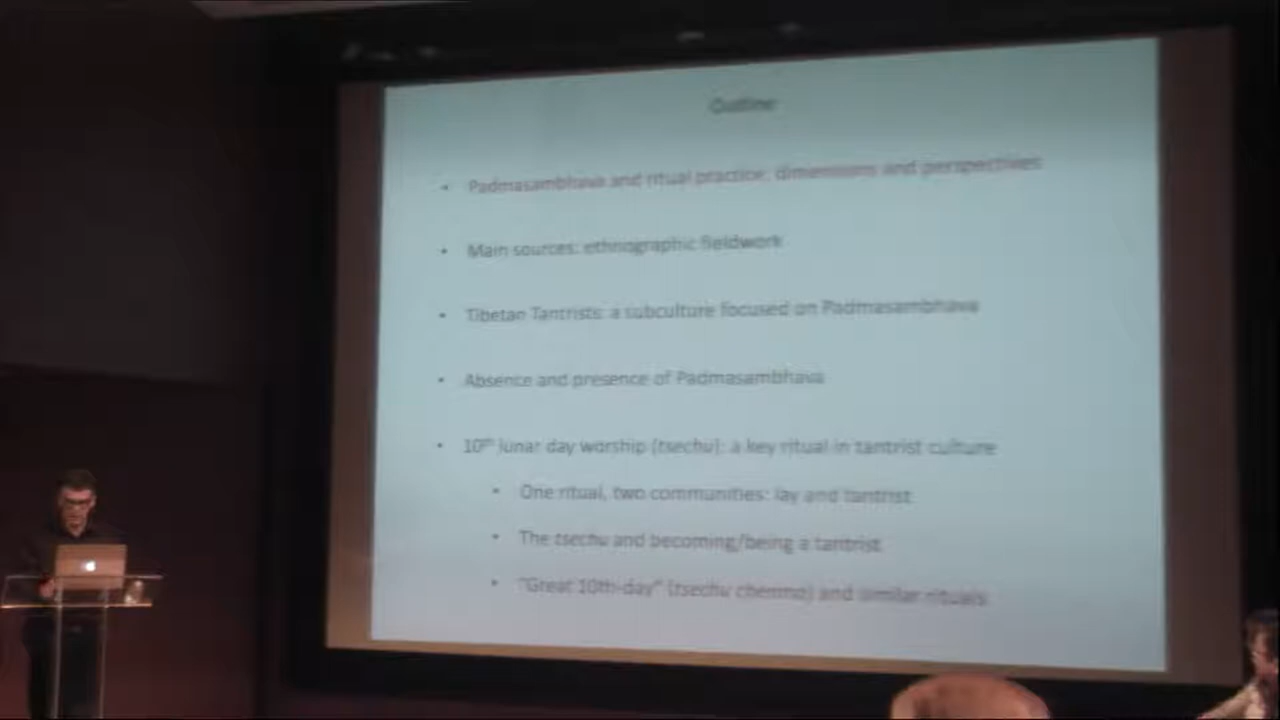 Outline
• Padmasambhava and ritual practice: dimensions and perspectives
• Main sources: ethnographic fieldwork
• Tibetan Tantrists: a subculture focused on Padmasambhava
• Absence and presence of Padmasambhava
• 10th lunar day worship (tsechu): a key ritual in tantrist culture
• One ritual, two communities: lay and tantrist
• The tsechu and becoming/being a tantrist
• "Great 10th-day" (tsechu chenmo) and similar rituals